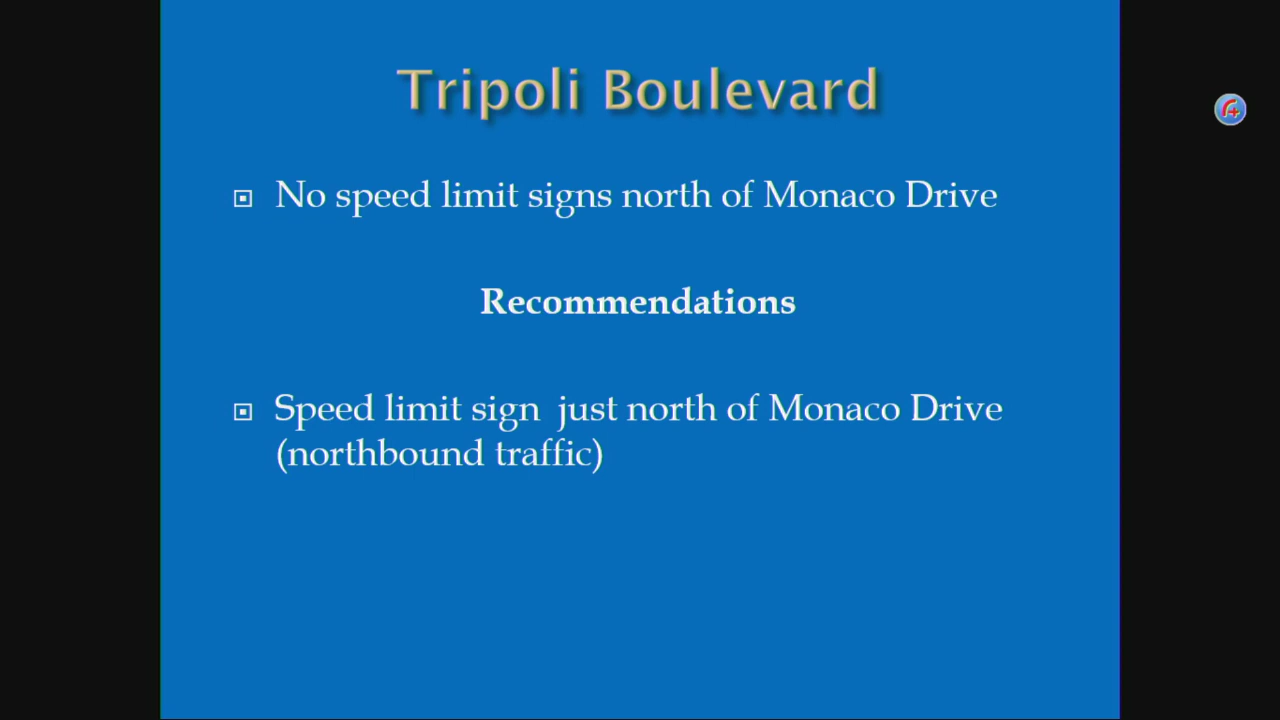 Tripoli Boulevard
No speed limit signs north of Monaco Drive
Recommendations
Speed limit sign  just north of Monaco Drive
(northbound traffic)